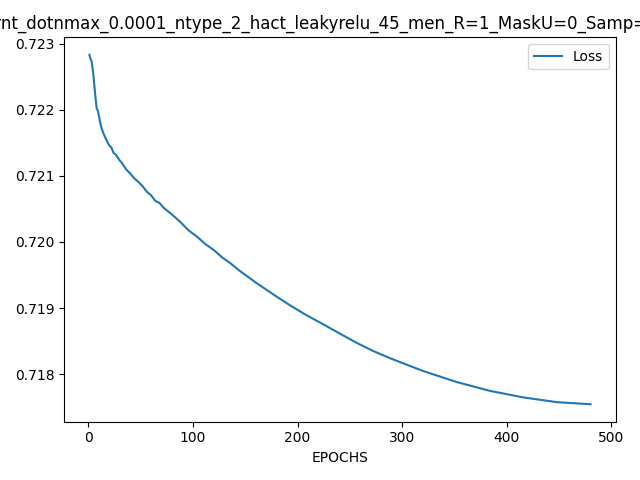 rnt_dotnmax_0.0001_ntype_2_hact_leakyrelu_45_men_R=1_MaskU=0_Samp=
Loss
0.723
0.722
0.721
0.720
0.719
0.718
0 100 200 300 400 500
EPOCHS